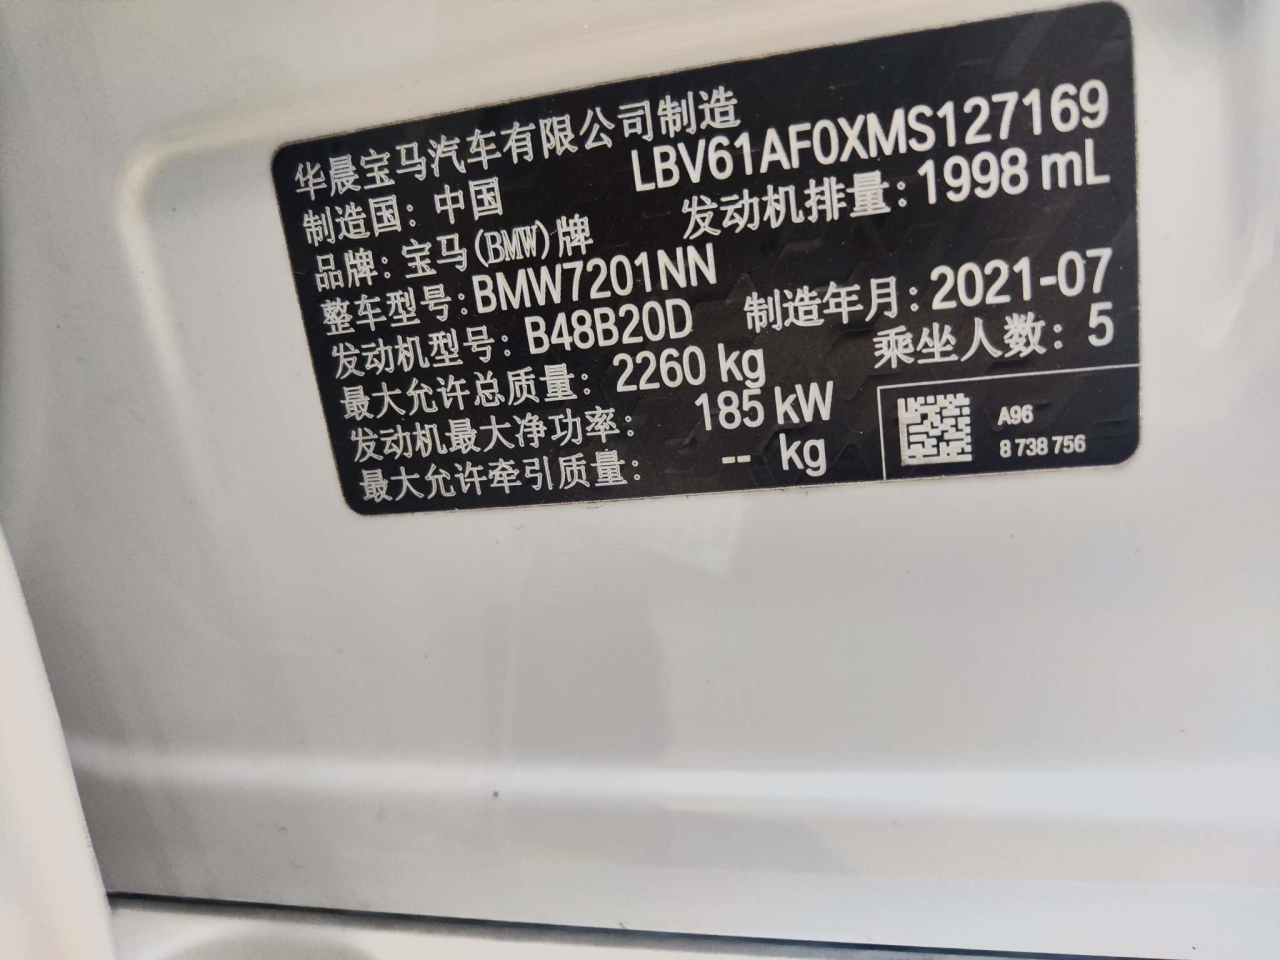 华晨宝马汽车有限公司制造
制造国：中国 LBV61AF0XMS127169
品牌：宝马(BMW)牌 发动机排量：1998 mL
整车型号：BMW7201NN
发动机型号：B48B20D 制造年月：2021-07
最大允许总质量：2260 kg 乘坐人数：5
发动机最大净功率：185 kW
最大允许牵引质量：-- kg
A96
8 738 756